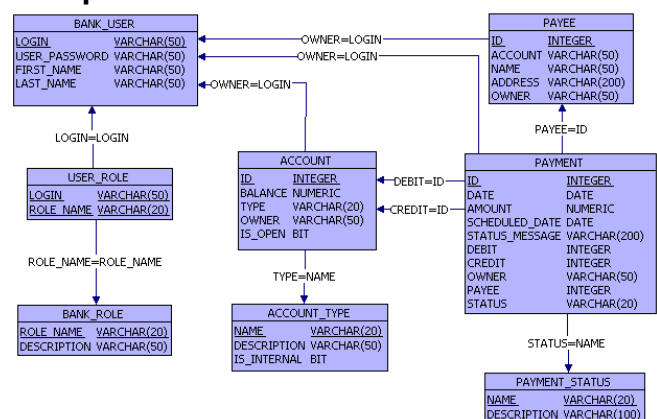 BANK_USER
LOGIN VARCHAR(50)
USER_PASSWORD VARCHAR(50)
FIRST_NAME VARCHAR(50)
LAST_NAME VARCHAR(50)
OWNER=LOGIN
OWNER=LOGIN
OWNER=LOGIN
PAYEE
ID INTEGER
ACCOUNT VARCHAR(50)
NAME VARCHAR(50)
ADDRESS VARCHAR(200)
OWNER VARCHAR(50)
LOGIN=LOGIN
PAYEE=ID
USER_ROLE
LOGIN VARCHAR(50)
ROLE_NAME VARCHAR(20)
ACCOUNT
ID INTEGER
BALANCE NUMERIC
TYPE VARCHAR(20)
OWNER VARCHAR(50)
IS_OPEN BIT
DEBIT=ID
CREDIT=ID
PAYMENT
ID INTEGER
DATE DATE
AMOUNT NUMERIC
SCHEDULED_DATE DATE
STATUS_MESSAGE VARCHAR(200)
DEBIT INTEGER
CREDIT INTEGER
OWNER VARCHAR(50)
PAYEE INTEGER
STATUS VARCHAR(20)
ROLE_NAME=ROLE_NAME
TYPE=NAME
BANK_ROLE
ROLE_NAME VARCHAR(20)
DESCRIPTION VARCHAR(50)
ACCOUNT_TYPE
NAME VARCHAR(20)
DESCRIPTION VARCHAR(50)
IS_INTERNAL BIT
STATUS=NAME
PAYMENT_STATUS
NAME VARCHAR(20)
DESCRIPTION VARCHAR(100)